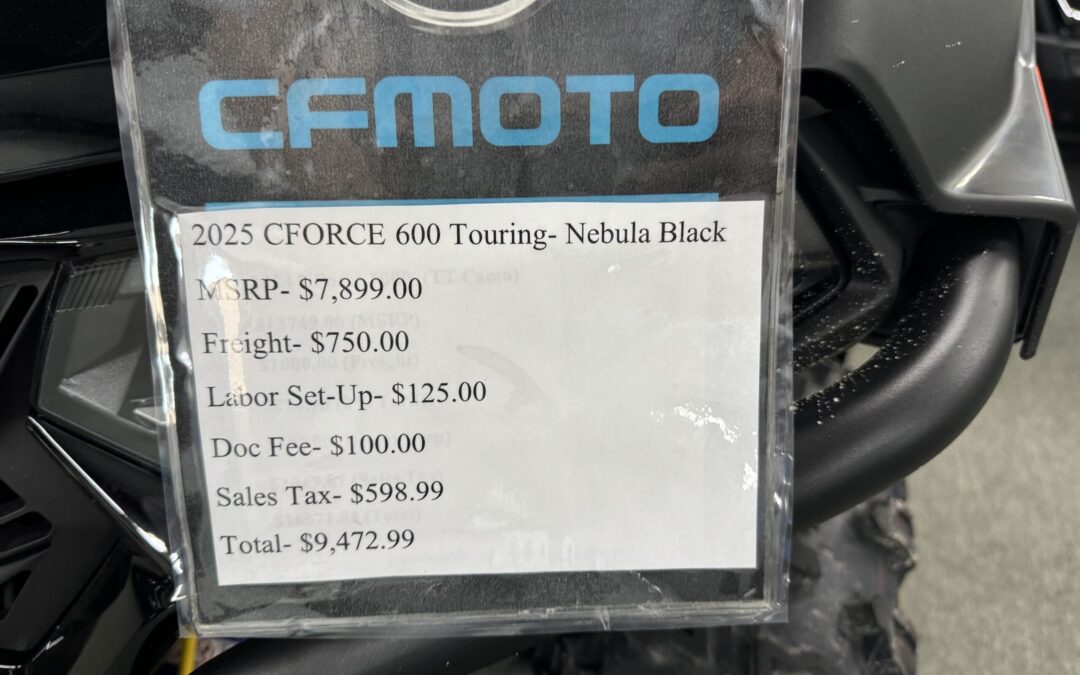 CFMOTO
2025 CFORCE 600 Touring- Nebula Black
MSRP- $7,899.00
Freight- $750.00
Labor Set-Up- $125.00
Doc Fee- $100.00
Sales Tax- $598.99
Total- $9,472.99